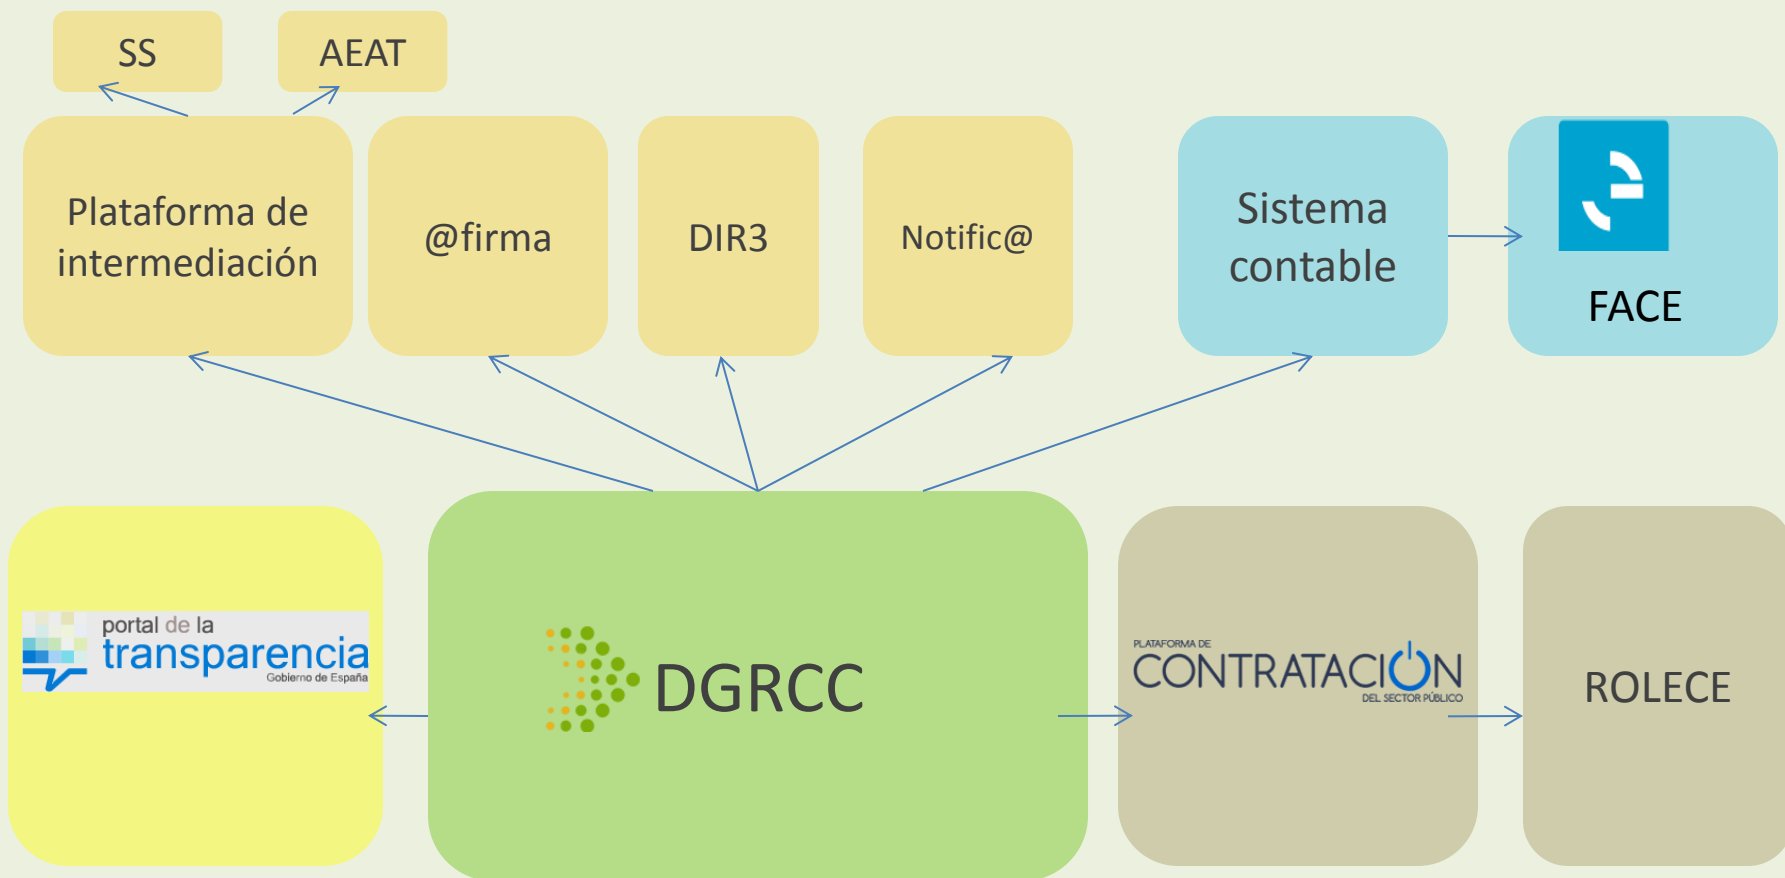 SS
AEAT
Plataforma de
intermediación
@firma
DIR3
Notific@
Sistema
contable
FACE
portal de la
transparencia
Gobierno de España
DGRCC
PLATAFORMA DE
CONTRATACIÓN
DEL SECTOR PÚBLICO
ROLECE